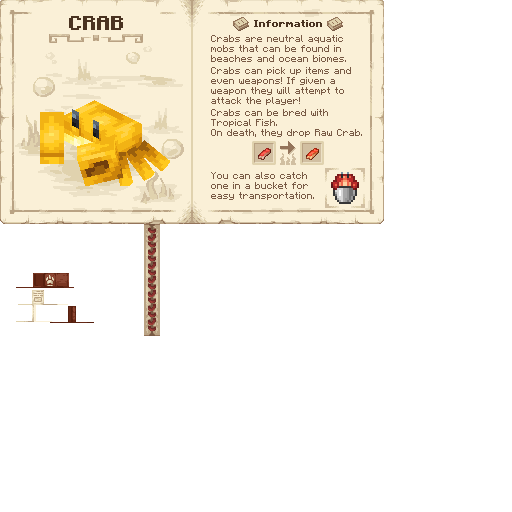 CRAB
Information
Crabs are neutral aquatic
mobs that can be found in
beaches and ocean biomes.
Crabs can pick up items and
even weapons! If given a
weapon they will attempt to
attack the player!
Crabs can be bred with
Tropical Fish.
On death, they drop Raw Crab.
You can also catch
one in a bucket for
easy transportation.